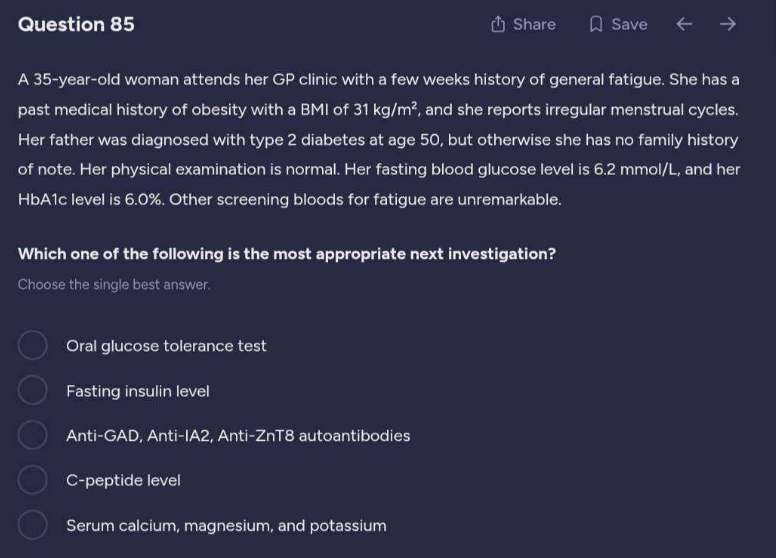 Question 85
Share
Save
A 35-year-old woman attends her GP clinic with a few weeks history of general fatigue. She has a
past medical history of obesity with a BMI of 31 kg/m², and she reports irregular menstrual cycles.
Her father was diagnosed with type 2 diabetes at age 50, but otherwise she has no family history
of note. Her physical examination is normal. Her fasting blood glucose level is 6.2 mmol/L, and her
HbA1c level is 6.0%. Other screening bloods for fatigue are unremarkable.
Which one of the following is the most appropriate next investigation?
Choose the single best answer.
Oral glucose tolerance test
Fasting insulin level
Anti-GAD, Anti-IA2, Anti-ZnT8 autoantibodies
C-peptide level
Serum calcium, magnesium, and potassium